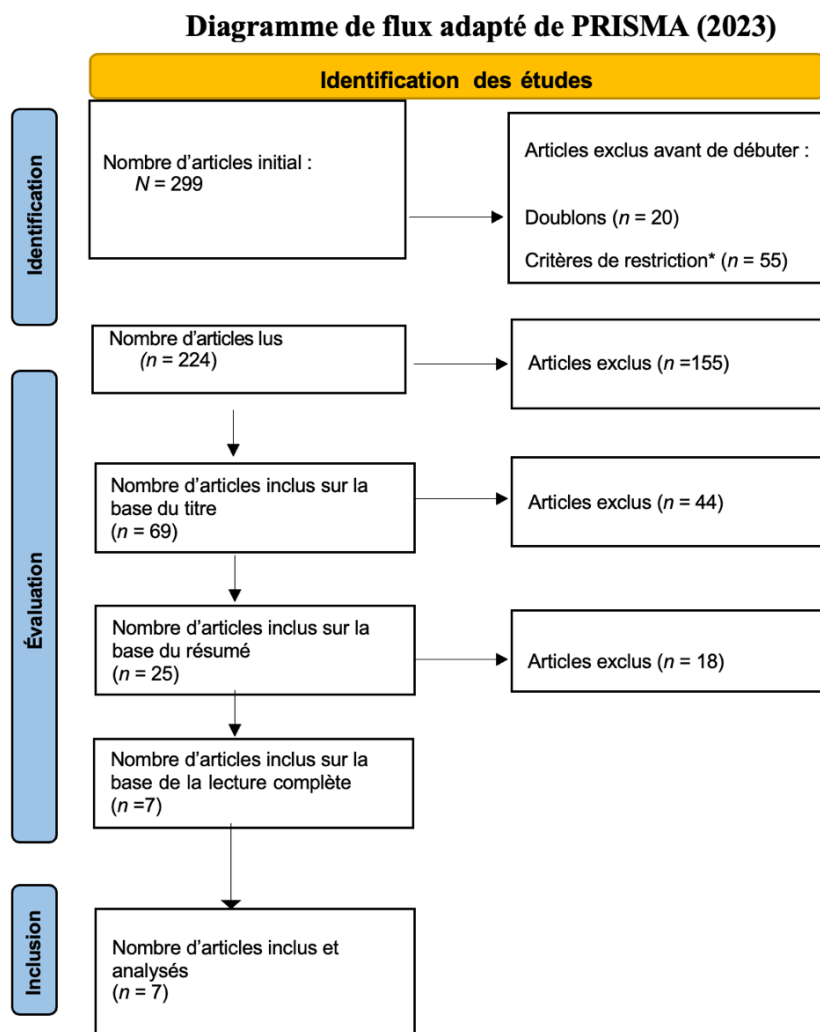 Diagramme de flux adapté de PRISMA (2023)
Identification des études
Identification
Nombre d’articles initial :
N = 299
Articles exclus avant de débuter :
Doublons (n = 20)
Critères de restriction* (n = 55)
Évaluation
Nombre d’articles lus
(n = 224)
Articles exclus (n =155)
Nombre d’articles inclus sur la
base du titre
(n = 69)
Articles exclus (n = 44)
Nombre d’articles inclus sur la
base du résumé
(n = 25)
Articles exclus (n = 18)
Nombre d’articles inclus sur la
base de la lecture complète
(n =7)
Inclusion
Nombre d’articles inclus et
analysés
(n = 7)